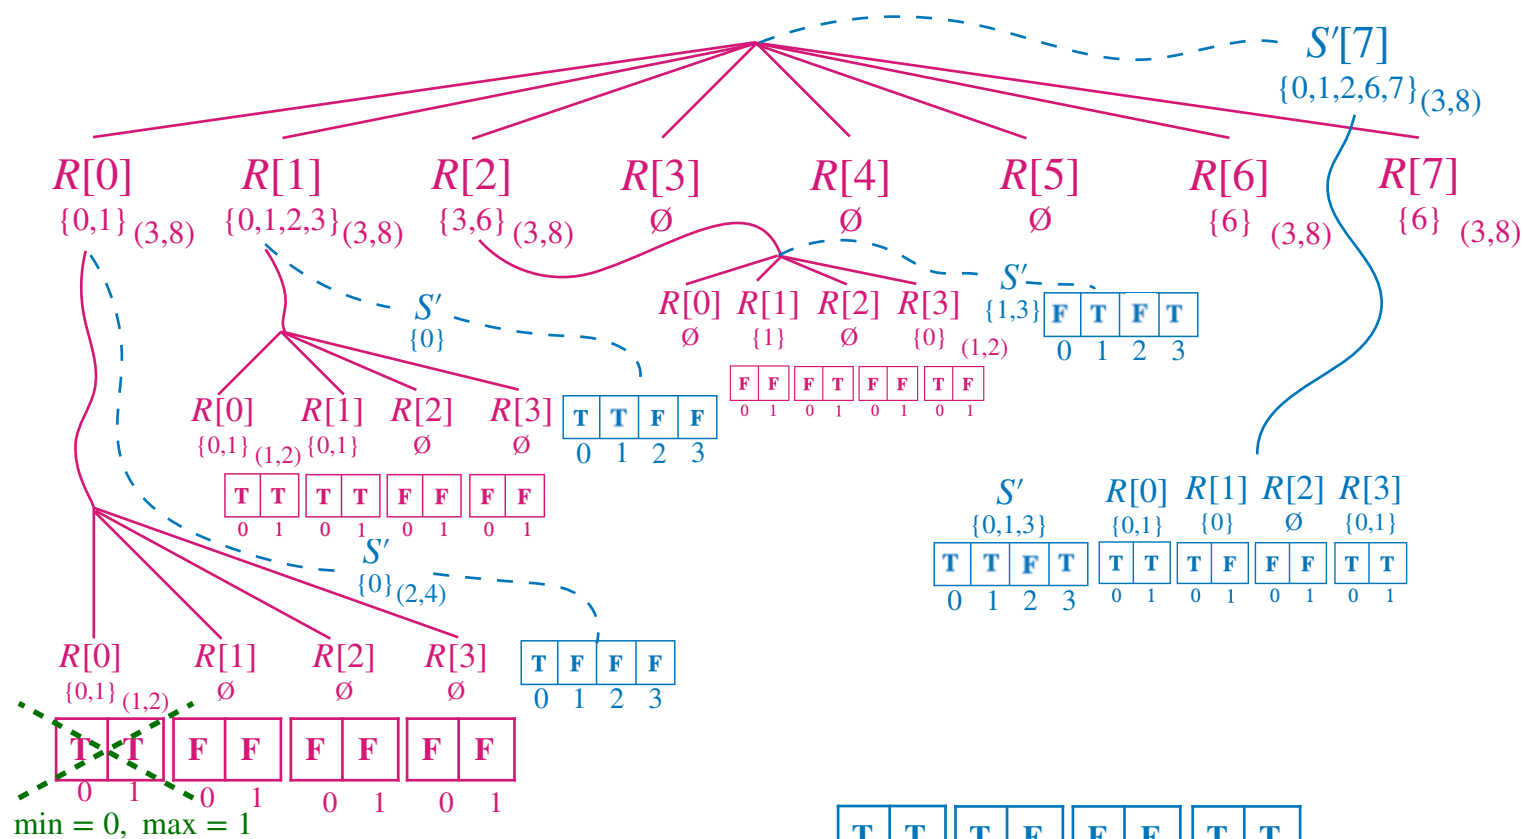 S′[7]
{0,1,2,6,7}(3,8)
R[0] R[1] R[2] R[3] R[4] R[5] R[6] R[7]
{0,1}(3,8) {0,1,2,3}(3,8) {3,6}(3,8) Ø Ø Ø {6} (3,8) {6} (3,8)
R[0] R[1] R[2] R[3] S′
Ø {1} Ø {0} (1,2) {1,3}
F T F T
0 1 2 3
F F F T F F T F
0 1 0 1 0 1 0 1
S′
{0}
R[0] R[1] R[2] R[3]
{0,1}(1,2) {0,1} Ø Ø
T T F F
0 1 2 3
T T T T F F F F
0 1 0 1 0 1 0 1
S′ R[0] R[1] R[2] R[3]
{0,1,3} {0,1} {0} Ø {0,1}
T T F T T T T F F F T T
0 1 2 3 0 1 0 1 0 1 0 1
S′
{0}(2,4)
R[0] R[1] R[2] R[3]
{0,1}(1,2) Ø Ø Ø
T F F F
0 1 2 3
T T F F F F F F
0 1 0 1 0 1 0 1
min = 0, max = 1
T T T F F F T T